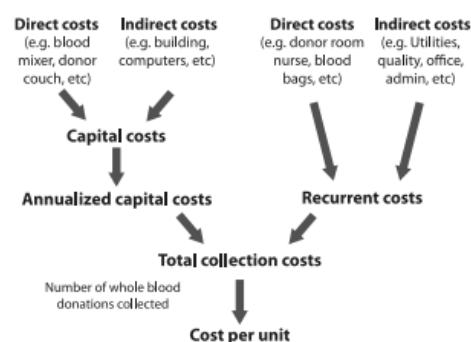 Direct costs
(e.g. blood
mixer, donor
couch, etc)
Indirect costs
(e.g. building,
computers, etc)
Direct costs
(e.g. donor room
nurse, blood
bags, etc)
Indirect costs
(e.g. Utilities,
quality, office,
admin, etc)
Capital costs
Annualized capital costs
Recurrent costs
Total collection costs
Number of whole blood
donations collected
Cost per unit